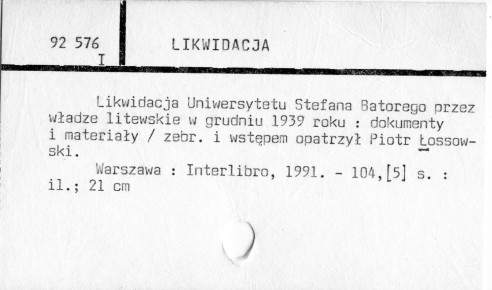 92 576
I
LIKWIDACJA
Likwidacja Uniwersytetu Stefana Batorego przez
władze litewskie w grudniu 1939 roku : dokumenty
i materiały / zebr. i wstępem opatrzył Piotr Łossow-
ski.
Warszawa : Interlibro, 1991. - 104,[5] s. :
il.; 21 cm